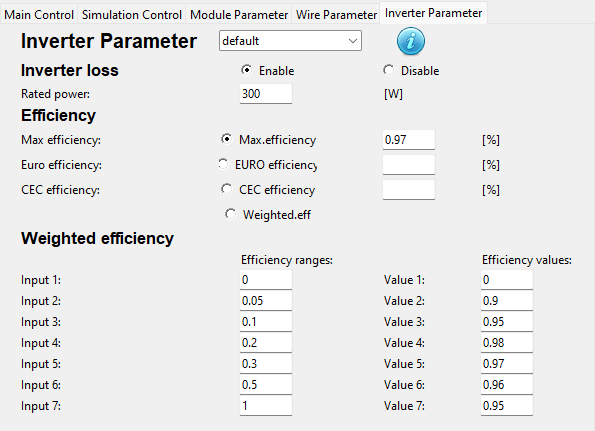 Main Control Simulation Control Module Parameter Wire Parameter Inverter Parameter
Inverter Parameter default i
Inverter loss Enable Disable
Rated power: 300 [W]
Efficiency
Max efficiency: Max.efficiency 0.97 [%]
Euro efficiency: EURO efficiency [%]
CEC efficiency: CEC efficiency [%]
Weighted.eff
Weighted efficiency
Efficiency ranges: Efficiency values:
Input 1: 0 Value 1: 0
Input 2: 0.05 Value 2: 0.9
Input 3: 0.1 Value 3: 0.95
Input 4: 0.2 Value 4: 0.98
Input 5: 0.3 Value 5: 0.97
Input 6: 0.5 Value 6: 0.96
Input 7: 1 Value 7: 0.95